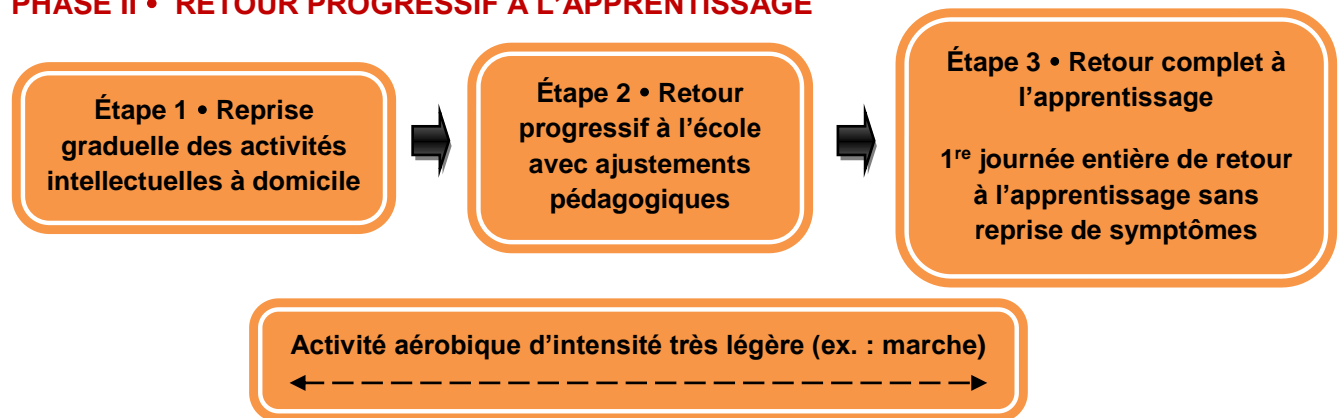 PHASE II • RETOUR PROGRESSIF À L’APPRENTISSAGE
Étape 1 • Reprise
graduelle des activités
intellectuelles à domicile
Étape 2 • Retour
progressif à l’école
avec ajustements
pédagogiques
Étape 3 • Retour complet à
l’apprentissage
1re journée entière de retour
à l’apprentissage sans
reprise de symptômes
Activité aérobique d’intensité très légère (ex. : marche)